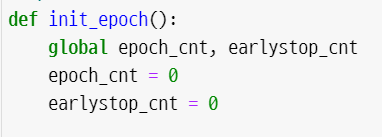 def init_epoch():
    global epoch_cnt, earlystop_cnt
    epoch_cnt = 0
    earlystop_cnt = 0